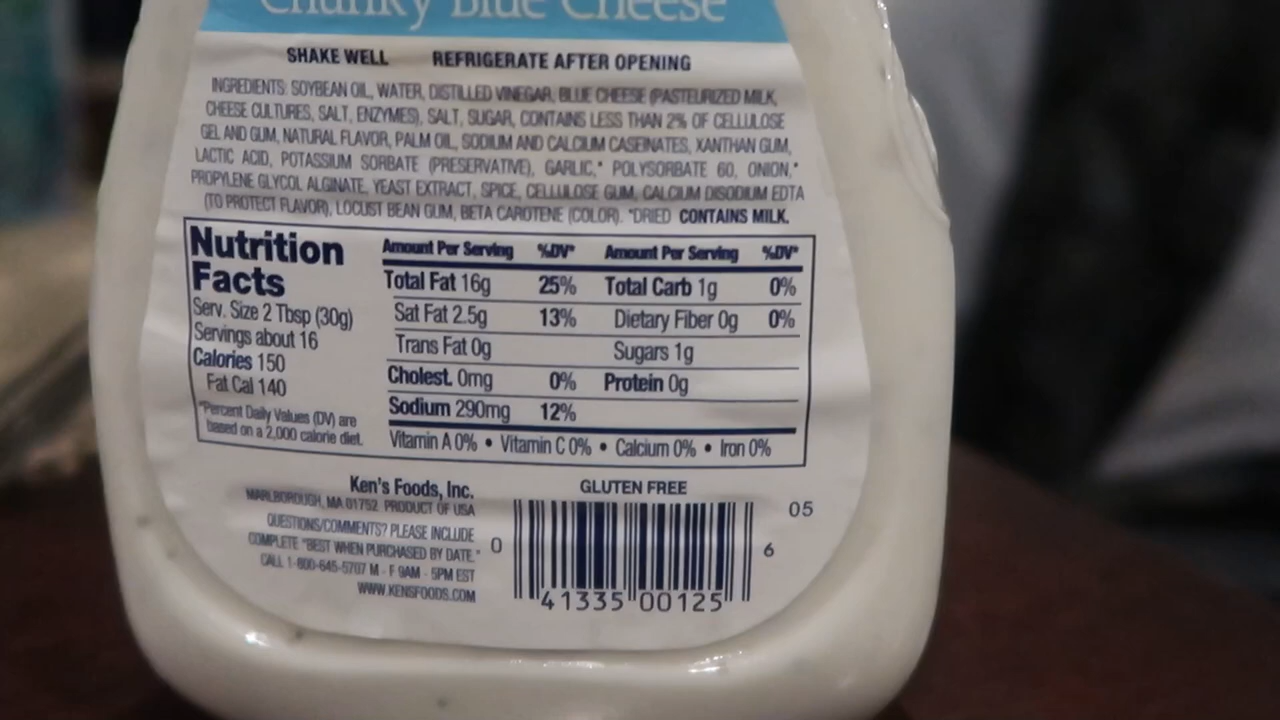 Chunky Blue Cheese
SHAKE WELL REFRIGERATE AFTER OPENING
INGREDIENTS: SOYBEAN OIL, WATER, DISTILLED VINEGAR, BLUE CHEESE (PASTEURIZED MILK,
CHEESE CULTURES, SALT, ENZYMES), SALT, SUGAR, CONTAINS LESS THAN 2% OF CELLULOSE
GEL AND GUM, NATURAL FLAVOR, PALM OIL, SODIUM AND CALCIUM CASEINATES, XANTHAN GUM,
LACTIC ACID, POTASSIUM SORBATE (PRESERVATIVE), GARLIC,* POLYSORBATE 60, ONION,*
PROPYLENE GLYCOL ALGINATE, YEAST EXTRACT, SPICE, CELLULOSE GUM, CALCIUM DISODIUM EDTA
(TO PROTECT FLAVOR), LOCUST BEAN GUM, BETA CAROTENE (COLOR). *DRIED CONTAINS MILK.
Nutrition
Facts
Serv. Size 2 Tbsp (30g)
Servings about 16
Calories 150
Fat Cal 140
*Percent Daily Values (DV) are
based on a 2,000 calorie diet.
Amount Per Serving %DV* Amount Per Serving %DV*
Total Fat 16g 25% Total Carb 1g 0%
Sat Fat 2.5g 13% Dietary Fiber 0g 0%
Trans Fat 0g Sugars 1g
Cholest. 0mg 0% Protein 0g
Sodium 290mg 12%
Vitamin A 0% • Vitamin C 0% • Calcium 0% • Iron 0%
Ken's Foods, Inc.
MARLBOROUGH, MA 01752 PRODUCT OF USA
QUESTIONS/COMMENTS? PLEASE INCLUDE
COMPLETE "BEST WHEN PURCHASED BY DATE."
CALL 1-800-645-5707 M - F 9AM - 5PM EST
WWW.KENSFOODS.COM
GLUTEN FREE
05
0 41335 00125 6